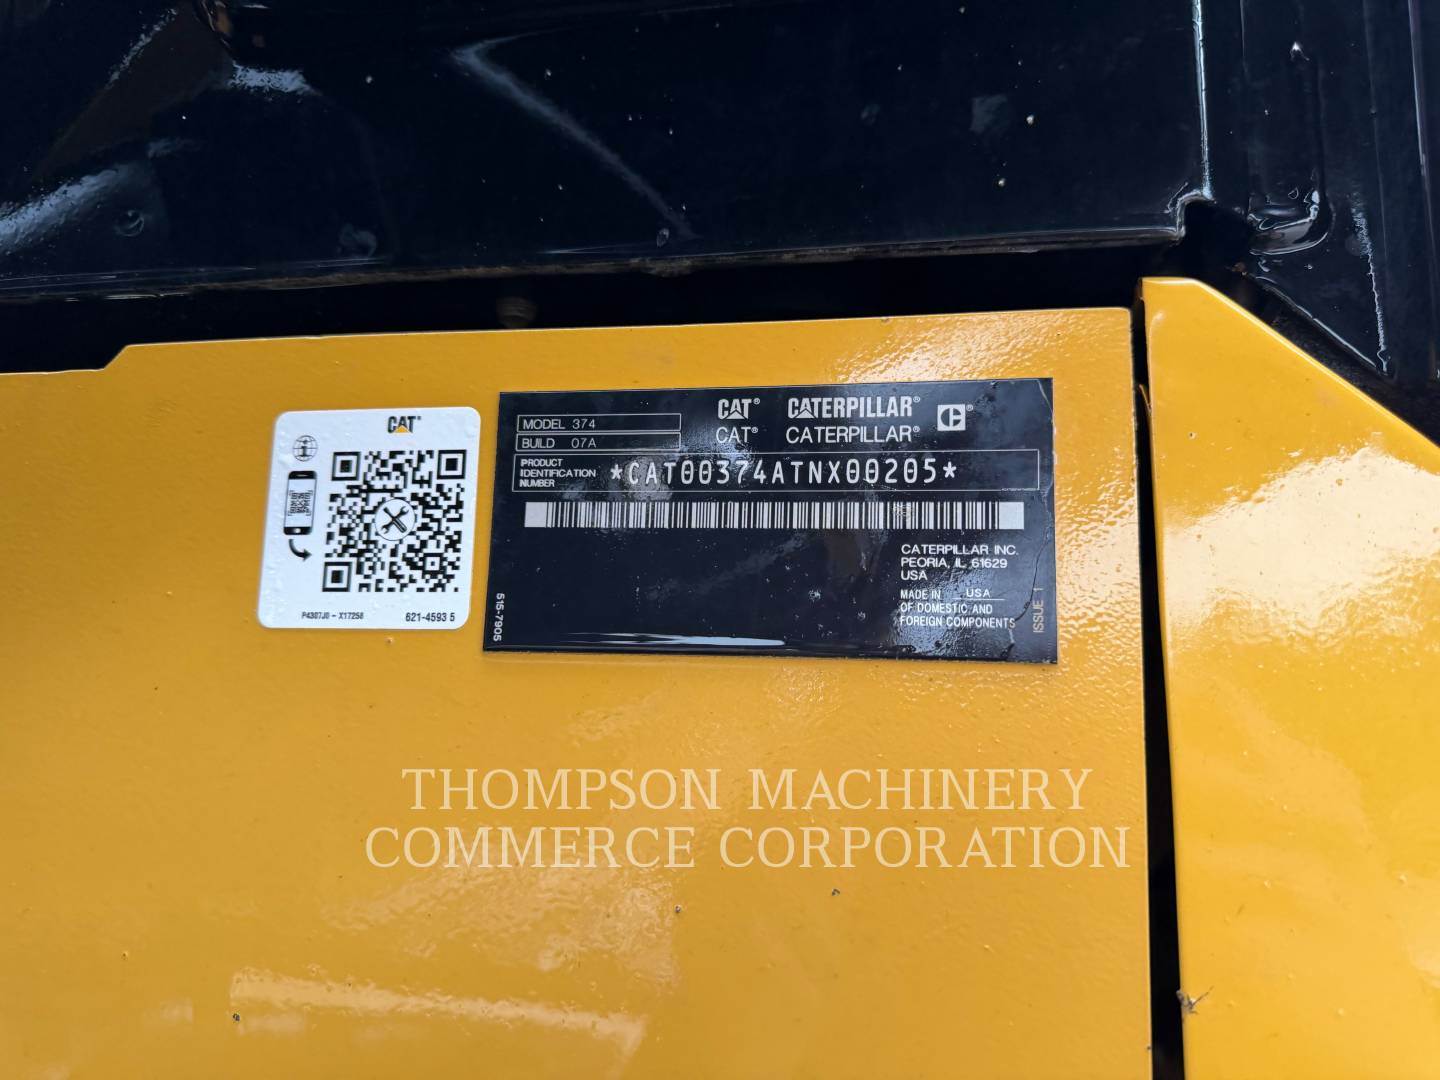 CAT
P4307J0 - X17258
621-4593 5
MODEL 374
BUILD 07A
CAT® CATERPILLAR® C®
CAT® CATERPILLAR®
PRODUCT
IDENTIFICATION
NUMBER
*CAT00374ATNX00205*
CATERPILLAR INC.
PEORIA, IL 61629
USA
MADE IN USA
OF DOMESTIC AND
FOREIGN COMPONENTS
515-7905
ISSUE 1
THOMPSON MACHINERY
COMMERCE CORPORATION